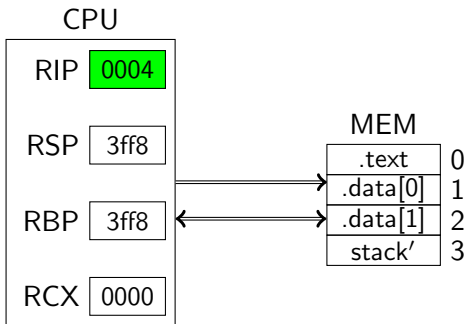 CPU
RIP 0004
RSP 3ff8
RBP 3ff8
RCX 0000
MEM
.text 0
.data[0] 1
.data[1] 2
stack′ 3